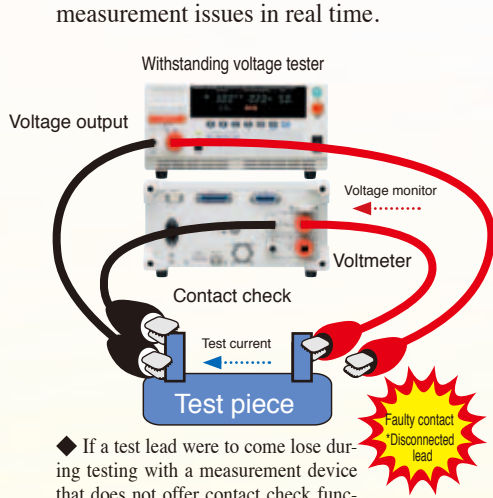 measurement issues in real time.
Withstanding voltage tester
Voltage output
Voltage monitor
Voltmeter
Contact check
Test current
Test piece
Faulty contact
*Disconnected
lead
◆ If a test lead were to come lose dur-
ing testing with a measurement device
that does not offer contact check func-